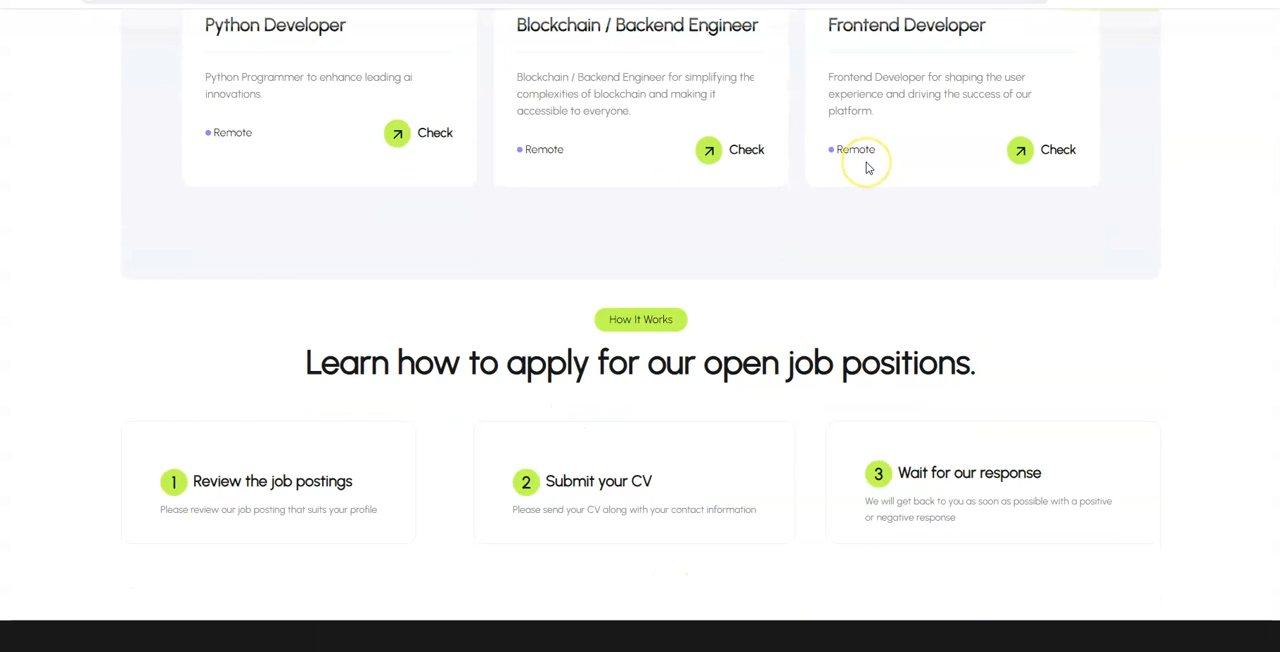 Python Developer
Python Programmer to enhance leading ai
innovations.
Remote
Check
Blockchain / Backend Engineer
Blockchain / Backend Engineer for simplifying the
complexities of blockchain and making it
accessible to everyone.
Remote
Check
Frontend Developer
Frontend Developer for shaping the user
experience and driving the success of our
platform.
Remote
Check
How It Works
Learn how to apply for our open job positions.
1 Review the job postings
Please review our job posting that suits your profile
2 Submit your CV
Please send your CV along with your contact information
3 Wait for our response
We will get back to you as soon as possible with a positive
or negative response